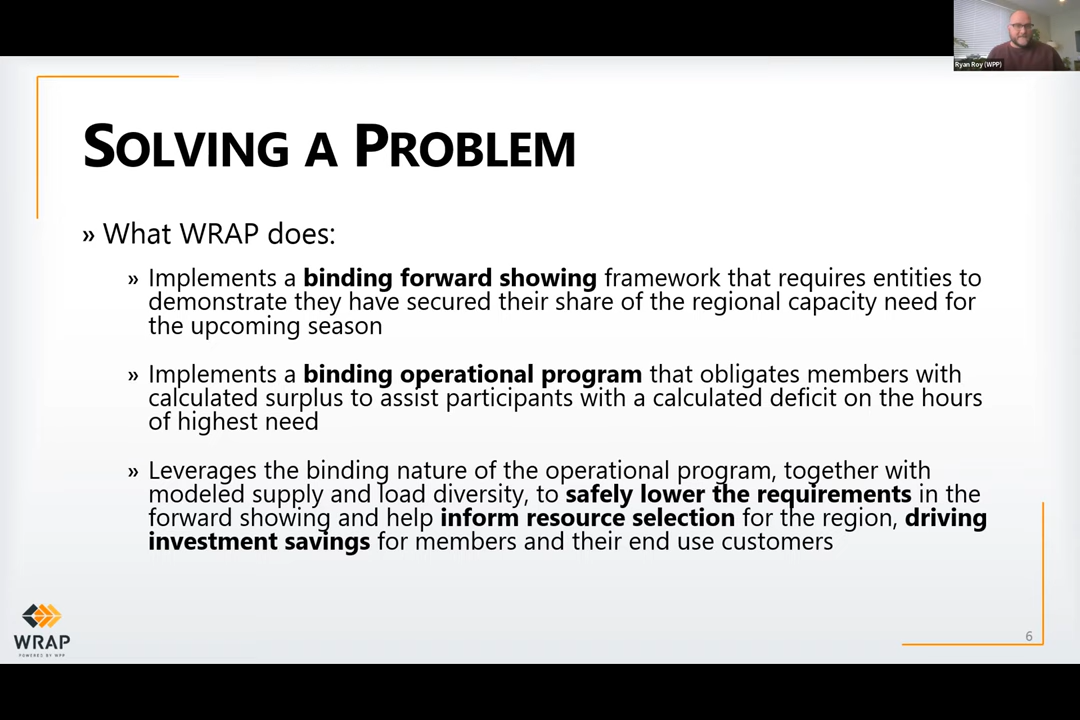 Ryan Roy (WPP)
SOLVING A PROBLEM
» What WRAP does:
» Implements a binding forward showing framework that requires entities to
demonstrate they have secured their share of the regional capacity need for
the upcoming season
» Implements a binding operational program that obligates members with
calculated surplus to assist participants with a calculated deficit on the hours
of highest need
» Leverages the binding nature of the operational program, together with
modeled supply and load diversity, to safely lower the requirements in the
forward showing and help inform resource selection for the region, driving
investment savings for members and their end use customers
WRAP
POWERED BY WPP
6